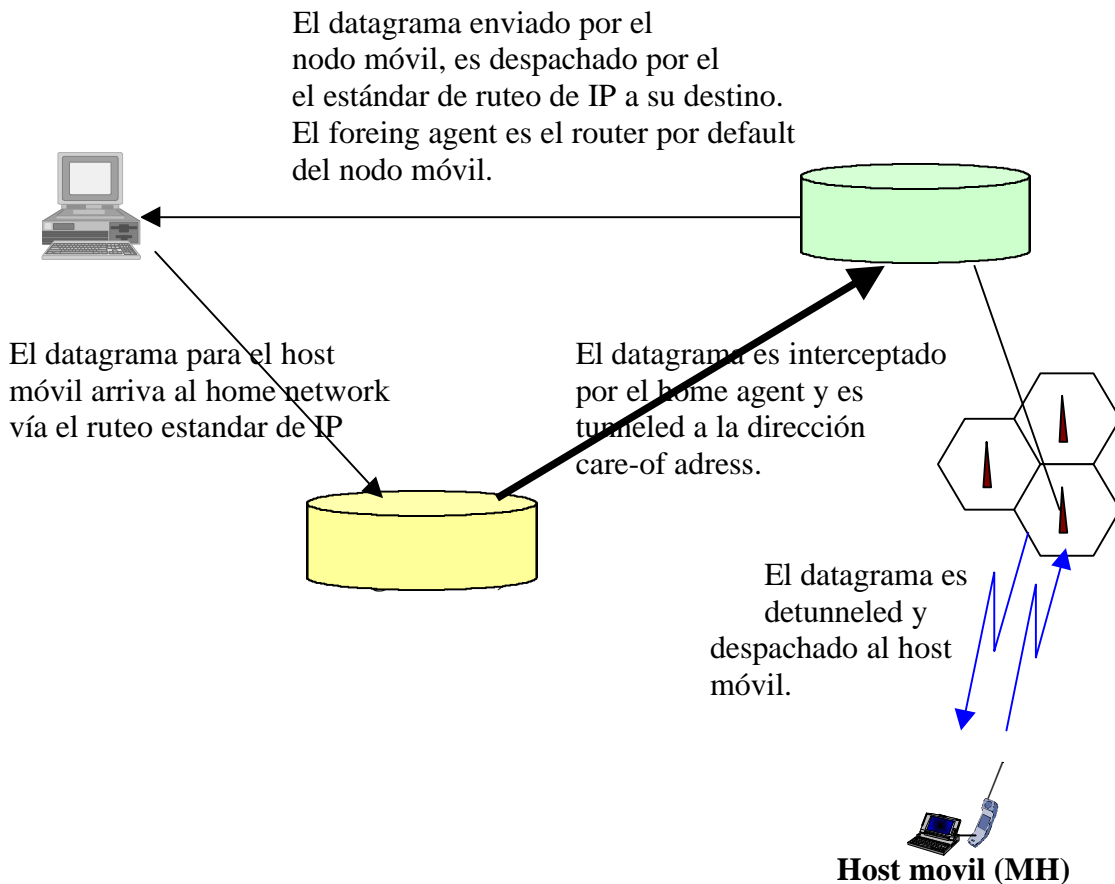 El datagrama enviado por el
nodo móvil, es despachado por el
el estándar de ruteo de IP a su destino.
El foreing agent es el router por default
del nodo móvil.
El datagrama para el host
móvil arriva al home network
vía el ruteo estandar de IP
El datagrama es interceptado
por el home agent y es
tunneled a la dirección
care-of adress.
El datagrama es
detunneled y
despachado al host
móvil.
Host movil (MH)